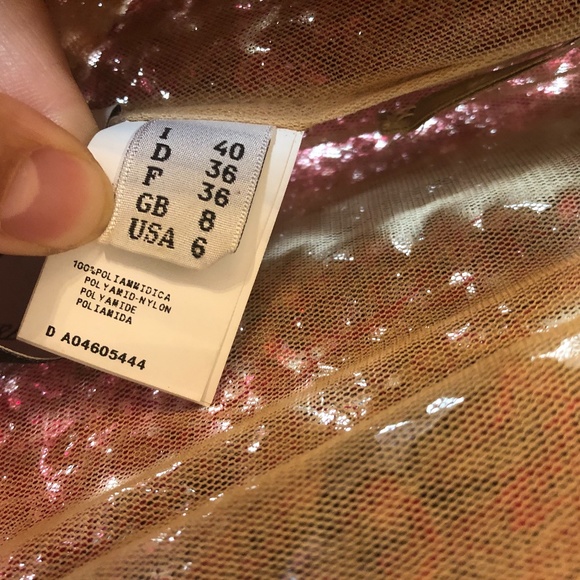 I 40
D 36
F 36
GB 8
USA 6
100%POLIAMMIDICA
POLYAMID-NYLON
POLYAMIDE
POLIAMIDA
D A04605444